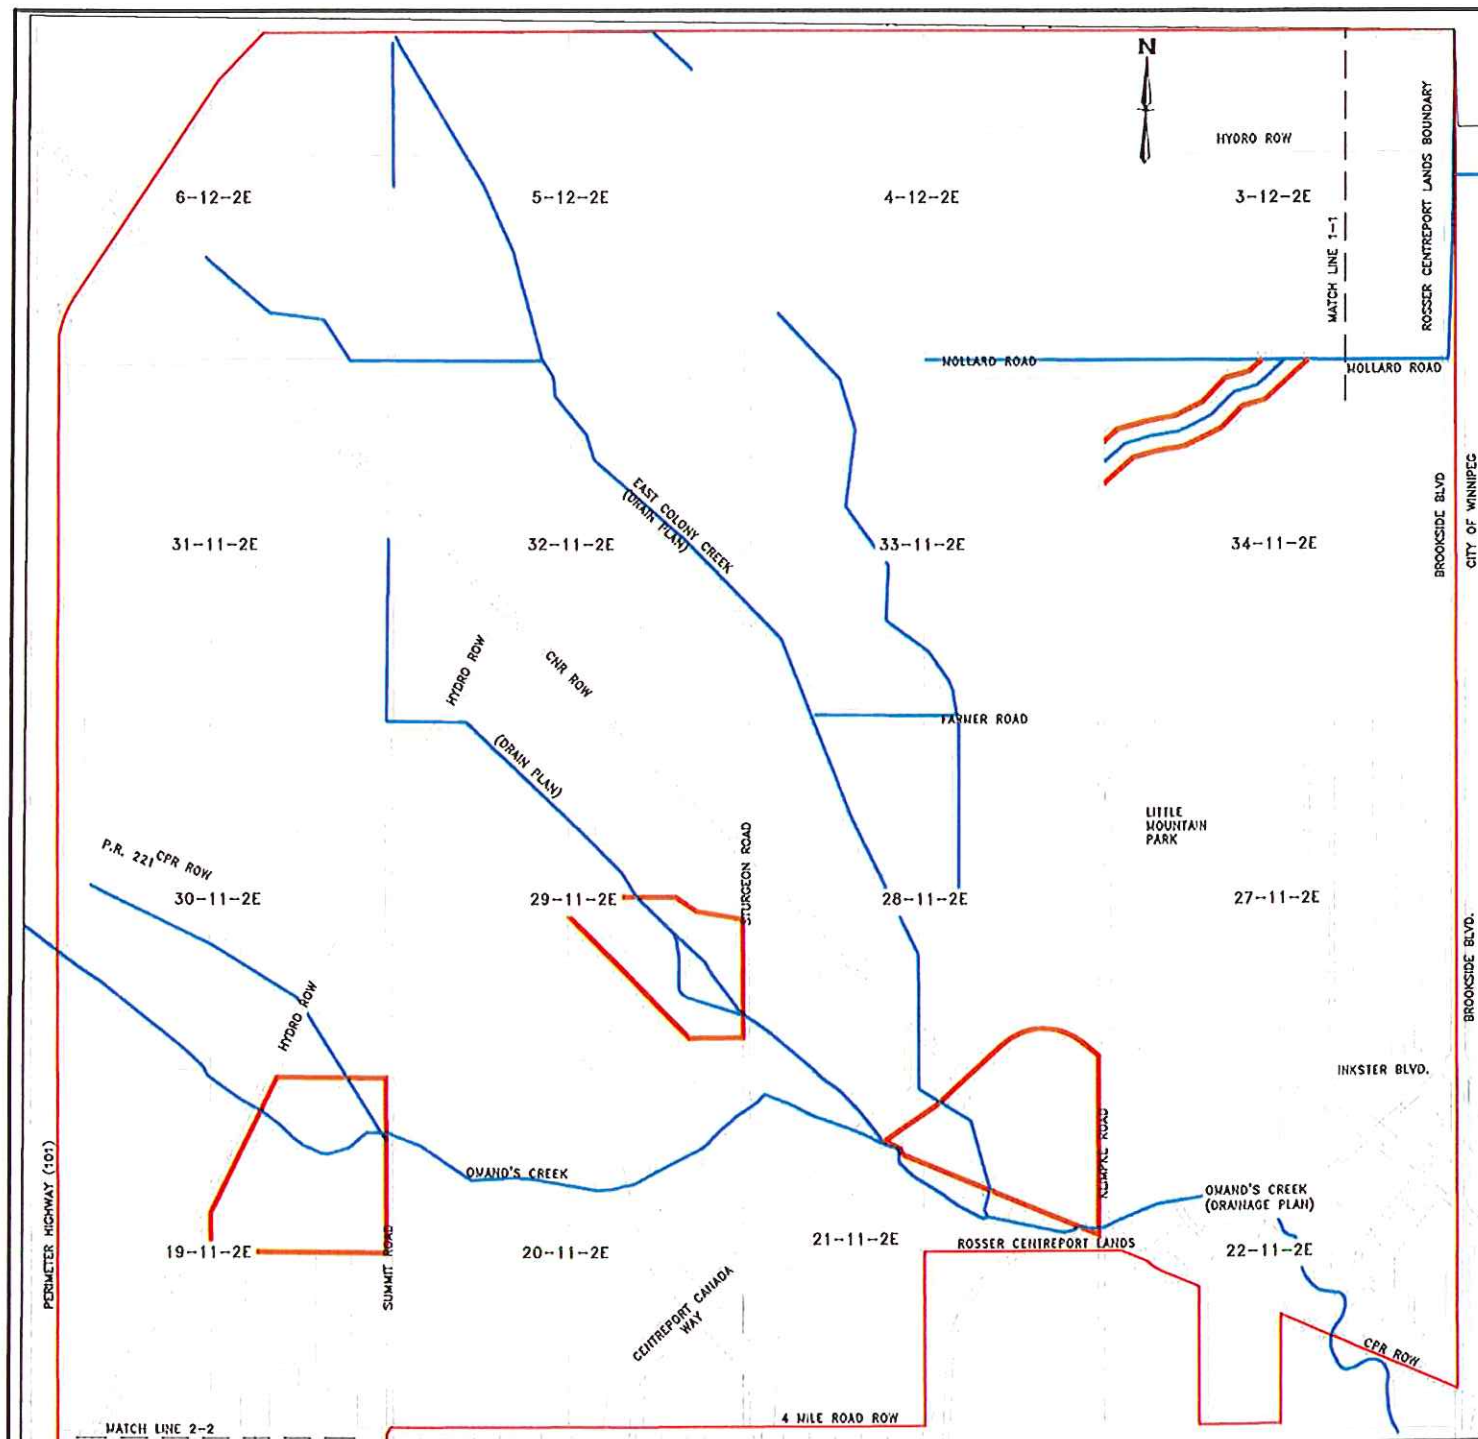 N
HYDRO ROW
6-12-2E
5-12-2E
4-12-2E
3-12-2E
MATCH LINE 1-1
ROSSER CENTREPORT LANDS BOUNDARY
MOLLARD ROAD
MOLLARD ROAD
EAST COLONY CREEK
(DRAIN PLAN)
31-11-2E
32-11-2E
33-11-2E
34-11-2E
BROOKSIDE BLVD
CITY OF WINNIPEG
HYDRO ROW
CNR ROW
FARMER ROAD
(DRAIN PLAN)
LITTLE
MOUNTAIN
PARK
P.R. 221
CPR ROW
STURGEON ROAD
30-11-2E
29-11-2E
28-11-2E
27-11-2E
BROOKSIDE BLVD.
HYDRO ROW
INKSTER BLVD.
PERIMETER HIGHWAY (101)
OMAND'S CREEK
KLIMPKE ROAD
OMAND'S CREEK
(DRAINAGE PLAN)
19-11-2E
SUMMIT ROAD
20-11-2E
21-11-2E
ROSSER CENTREPORT LANDS
22-11-2E
CENTREPORT CANADA
WAY
CPR ROW
4 MILE ROAD ROW
MATCH LINE 2-2